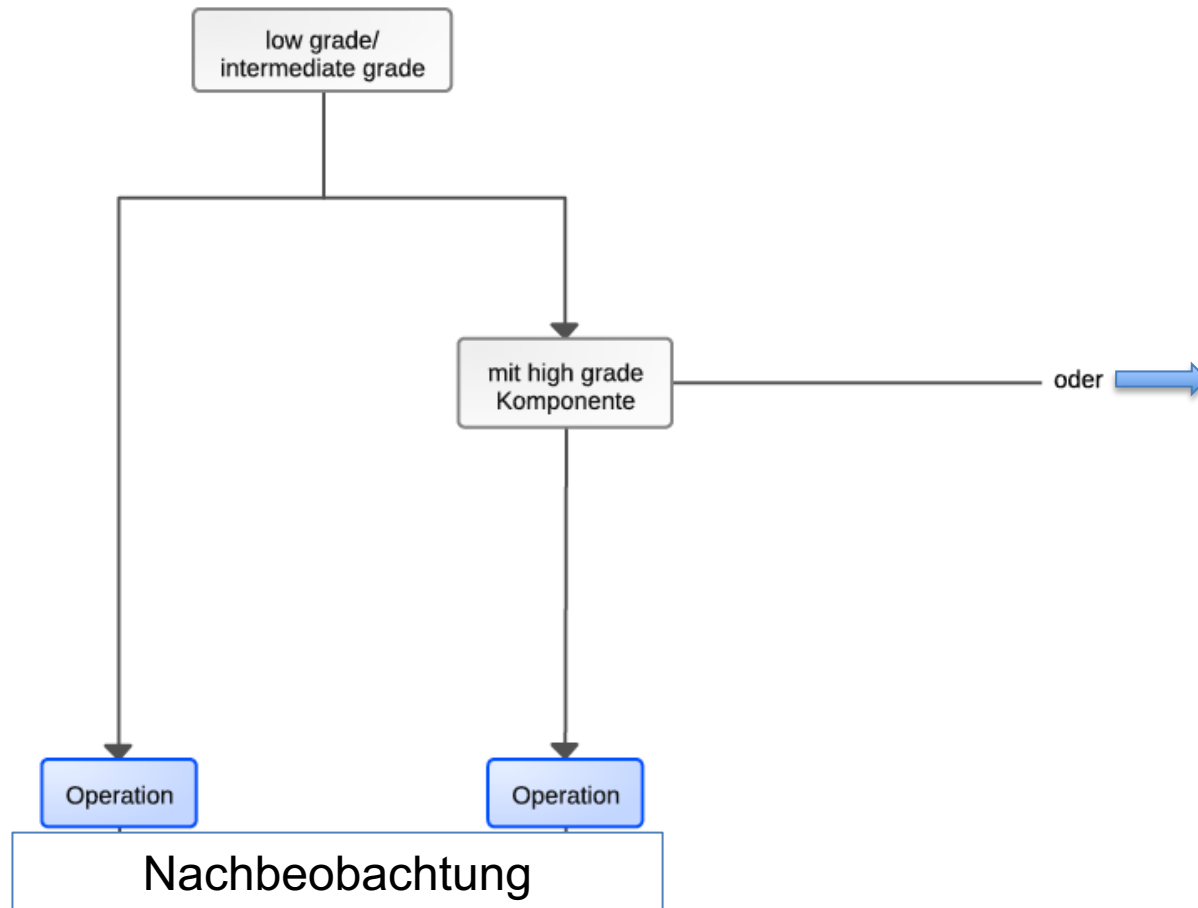 low grade/
intermediate grade
mit high grade
Komponente
oder
Operation
Operation
Nachbeobachtung